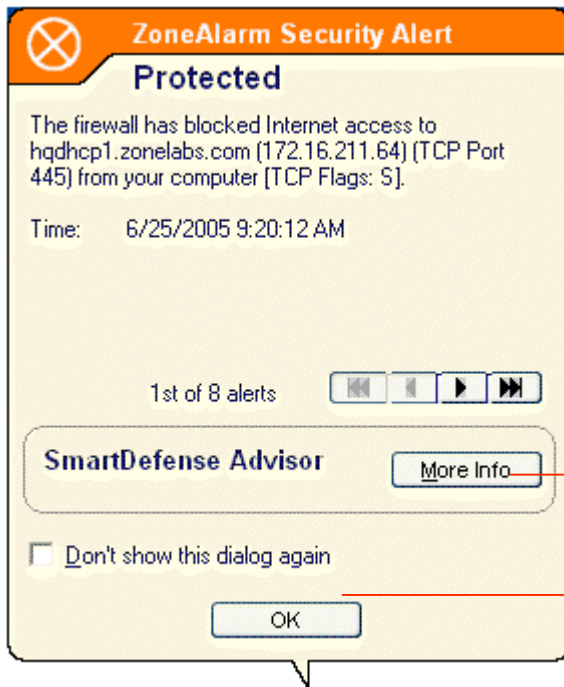 ZoneAlarm Security Alert
Protected
The firewall has blocked Internet access to
hqdhcp1.zonelabs.com (172.16.211.64) (TCP Port
445) from your computer [TCP Flags: S].
Time: 6/25/2005 9:20:12 AM
1st of 8 alerts
SmartDefense Advisor
More Info
Don't show this dialog again
OK